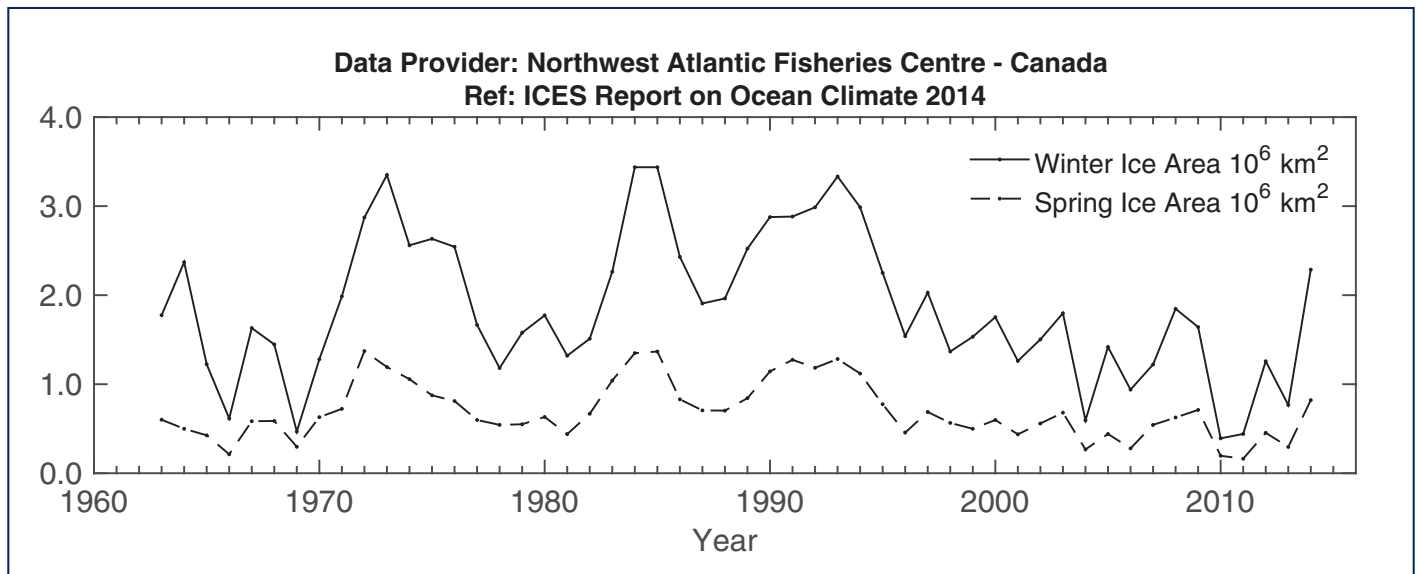 Data Provider: Northwest Atlantic Fisheries Centre - Canada
Ref: ICES Report on Ocean Climate 2014
4.0
3.0
2.0
1.0
0.0
Winter Ice Area 10⁶ km²
Spring Ice Area 10⁶ km²
1960 1970 1980 1990 2000 2010
Year